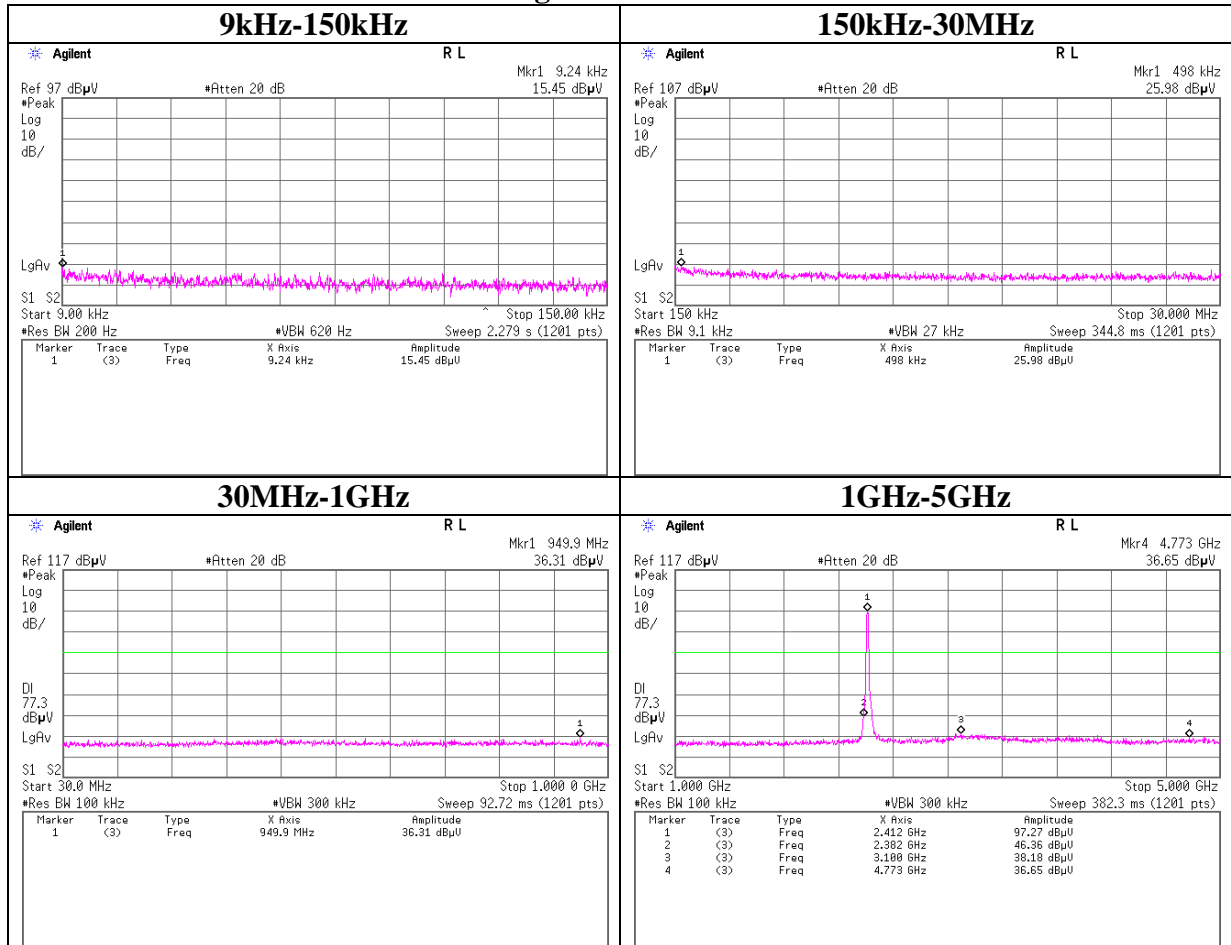 9kHz-150kHz
Agilent R L
Mkr1 9.24 kHz
Ref 97 dBµV #Atten 20 dB 15.45 dBµV
#Peak
Log
10
dB/
1
LgAv
S1 S2
Start 9.00 kHz ^ Stop 150.00 kHz
#Res BW 200 Hz #VBW 620 Hz Sweep 2.279 s (1201 pts)
Marker Trace Type X Axis Amplitude
1 (3) Freq 9.24 kHz 15.45 dBµV
150kHz-30MHz
Agilent R L
Mkr1 498 kHz
Ref 107 dBµV #Atten 20 dB 25.98 dBµV
#Peak
Log
10
dB/
1
LgAv
S1 S2
Start 150 kHz Stop 30.000 MHz
#Res BW 9.1 kHz #VBW 27 kHz Sweep 344.8 ms (1201 pts)
Marker Trace Type X Axis Amplitude
1 (3) Freq 498 kHz 25.98 dBµV
30MHz-1GHz
Agilent R L
Mkr1 949.9 MHz
Ref 117 dBµV #Atten 20 dB 36.31 dBµV
#Peak
Log
10
dB/
DI
77.3
dBµV
1
LgAv
S1 S2
Start 30.0 MHz Stop 1.000 0 GHz
#Res BW 100 kHz #VBW 300 kHz Sweep 92.72 ms (1201 pts)
Marker Trace Type X Axis Amplitude
1 (3) Freq 949.9 MHz 36.31 dBµV
1GHz-5GHz
Agilent R L
Mkr4 4.773 GHz
Ref 117 dBµV #Atten 20 dB 36.65 dBµV
#Peak
Log
10
dB/
1
DI
77.3
2
dBµV
3 4
LgAv
S1 S2
Start 1.000 GHz Stop 5.000 GHz
#Res BW 100 kHz #VBW 300 kHz Sweep 382.3 ms (1201 pts)
Marker Trace Type X Axis Amplitude
1 (3) Freq 2.412 GHz 97.27 dBµV
2 (3) Freq 2.382 GHz 46.36 dBµV
3 (3) Freq 3.100 GHz 38.18 dBµV
4 (3) Freq 4.773 GHz 36.65 dBµV